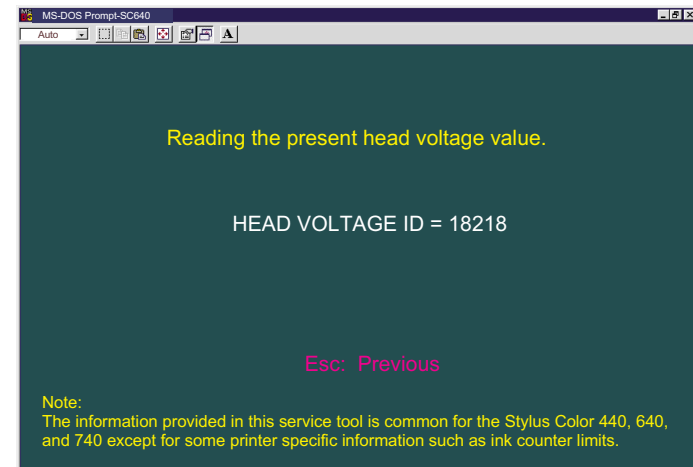 MS-DOS Prompt-SC640
Auto
A
Reading the present head voltage value.
HEAD VOLTAGE ID = 18218
Esc: Previous
Note:
The information provided in this service tool is common for the Stylus Color 440, 640,
and 740 except for some printer specific information such as ink counter limits.